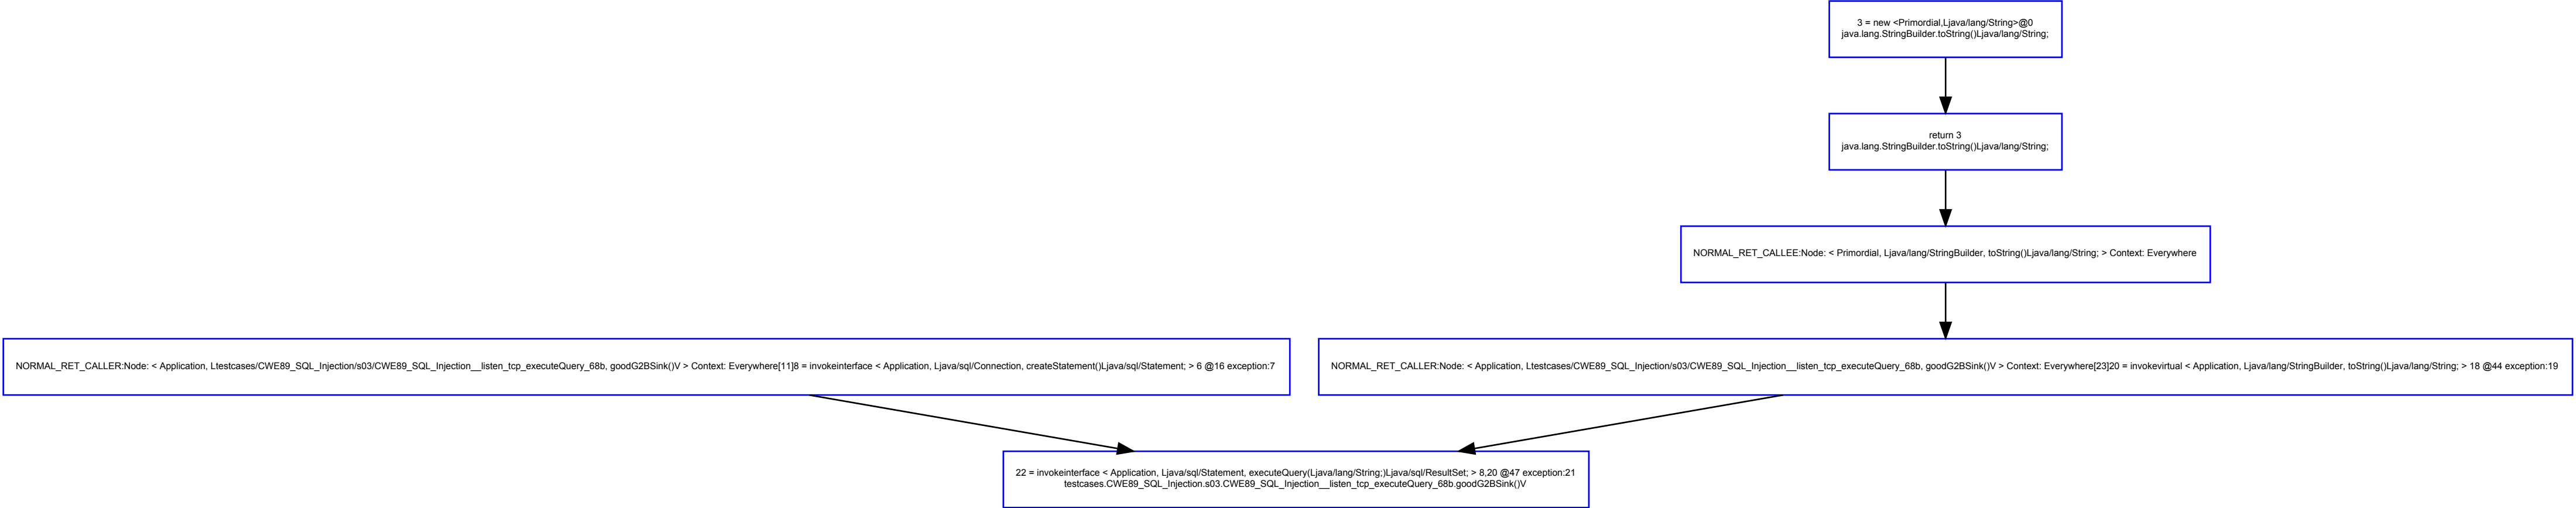 3 = new <Primordial,Ljava/lang/String>@0
java.lang.StringBuilder.toString()Ljava/lang/String;
return 3
java.lang.StringBuilder.toString()Ljava/lang/String;
NORMAL_RET_CALLEE:Node: < Primordial, Ljava/lang/StringBuilder, toString()Ljava/lang/String; > Context: Everywhere
NORMAL_RET_CALLER:Node: < Application, Ltestcases/CWE89_SQL_Injection/s03/CWE89_SQL_Injection__listen_tcp_executeQuery_68b, goodG2BSink()V > Context: Everywhere[11]8 = invokeinterface < Application, Ljava/sql/Connection, createStatement()Ljava/sql/Statement; > 6 @16 exception:7
NORMAL_RET_CALLER:Node: < Application, Ltestcases/CWE89_SQL_Injection/s03/CWE89_SQL_Injection__listen_tcp_executeQuery_68b, goodG2BSink()V > Context: Everywhere[23]20 = invokevirtual < Application, Ljava/lang/StringBuilder, toString()Ljava/lang/String; > 18 @44 exception:19
22 = invokeinterface < Application, Ljava/sql/Statement, executeQuery(Ljava/lang/String;)Ljava/sql/ResultSet; > 8,20 @47 exception:21
testcases.CWE89_SQL_Injection.s03.CWE89_SQL_Injection__listen_tcp_executeQuery_68b.goodG2BSink()V